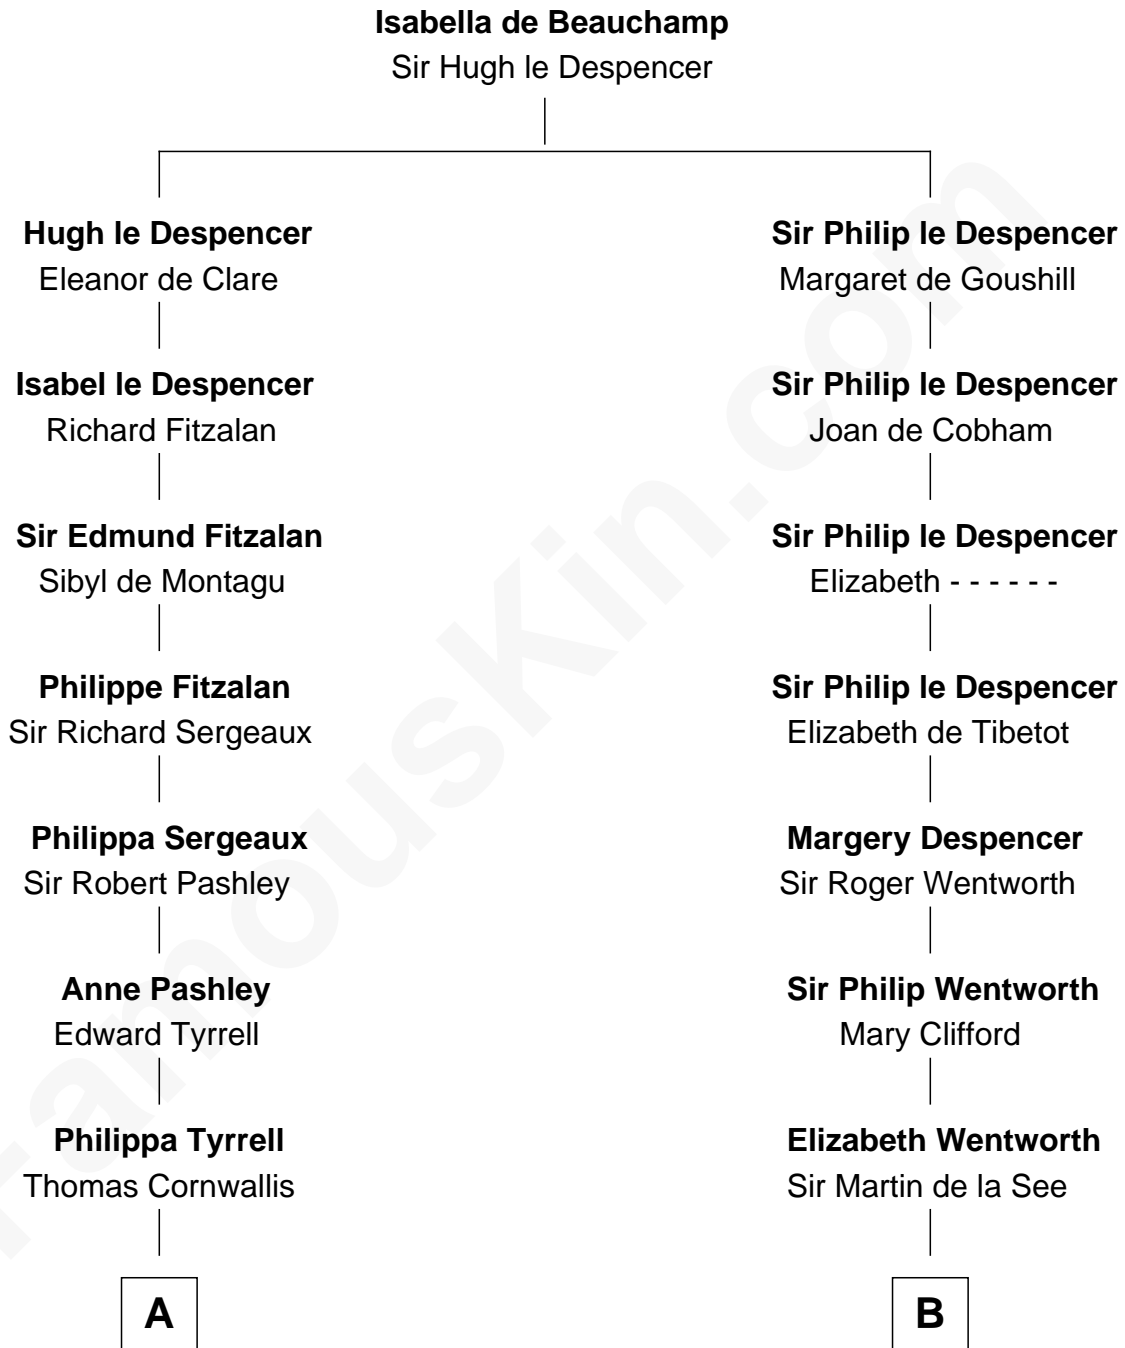 Isabella de Beauchamp
Sir Hugh le Despencer
Hugh le Despencer
Eleanor de Clare
Isabel le Despencer
Richard Fitzalan
Sir Edmund Fitzalan
Sibyl de Montagu
Philippe Fitzalan
Sir Richard Sergeaux
Philippa Sergeaux
Sir Robert Pashley
Anne Pashley
Edward Tyrrell
Philippa Tyrrell
Thomas Cornwallis
A
Sir Philip le Despencer
Margaret de Goushill
Sir Philip le Despencer
Joan de Cobham
Sir Philip le Despencer
Elizabeth - - - - - -
Sir Philip le Despencer
Elizabeth de Tibetot
Margery Despencer
Sir Roger Wentworth
Sir Philip Wentworth
Mary Clifford
Elizabeth Wentworth
Sir Martin de la See
B
FamousKin.com